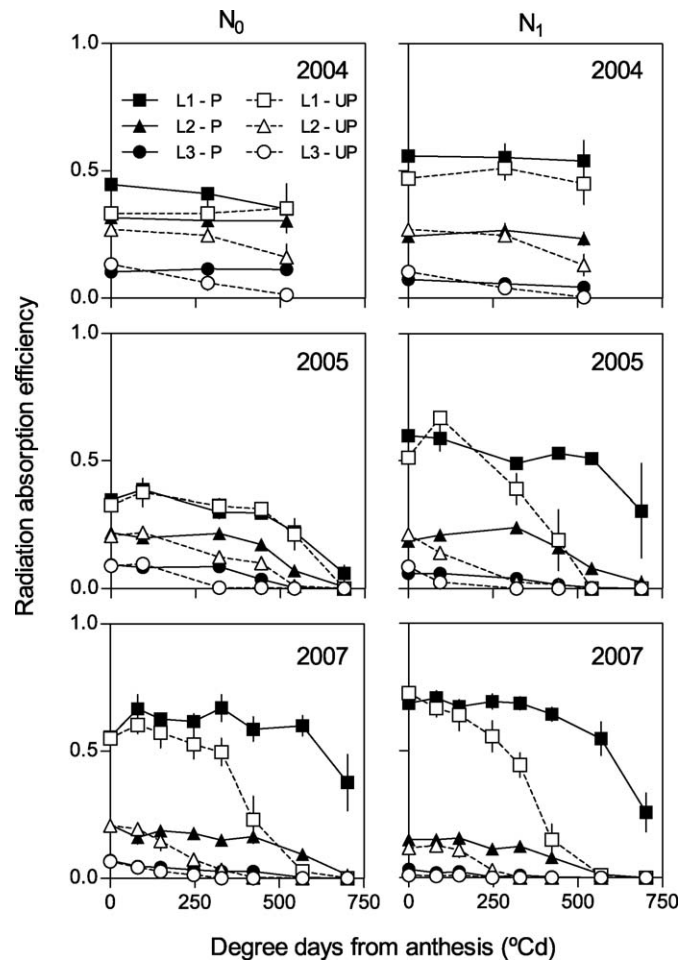 N0 N1
Radiation absorption efficiency
1.0 2004 2004
L1 - P L1 - UP
L2 - P L2 - UP
L3 - P L3 - UP
0.5
0.0
1.0 2005 2005
0.5
0.0
1.0 2007 2007
0.5
0.0
0 250 500 750 0 250 500 750
Degree days from anthesis (ºCd)